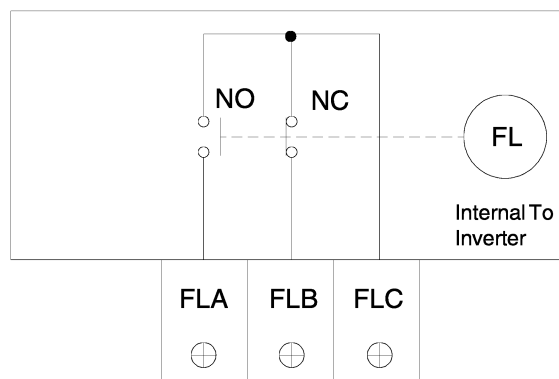 NO NC
FL
Internal To
Inverter
FLA FLB FLC